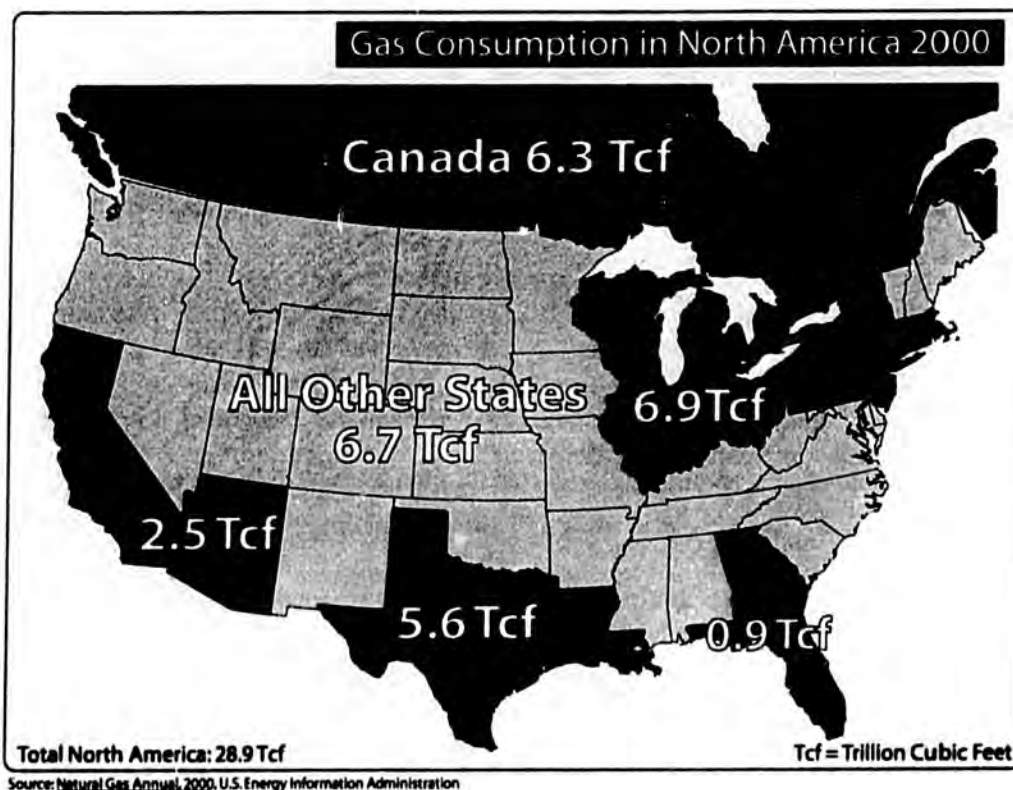 Gas Consumption in North America 2000
Canada 6.3 Tcf
All Other States
6.7 Tcf
6.9 Tcf
2.5 Tcf
5.6 Tcf
0.9 Tcf
Total North America: 28.9 Tcf
Tcf = Trillion Cubic Feet
Source: Natural Gas Annual, 2000, U.S. Energy Information Administration